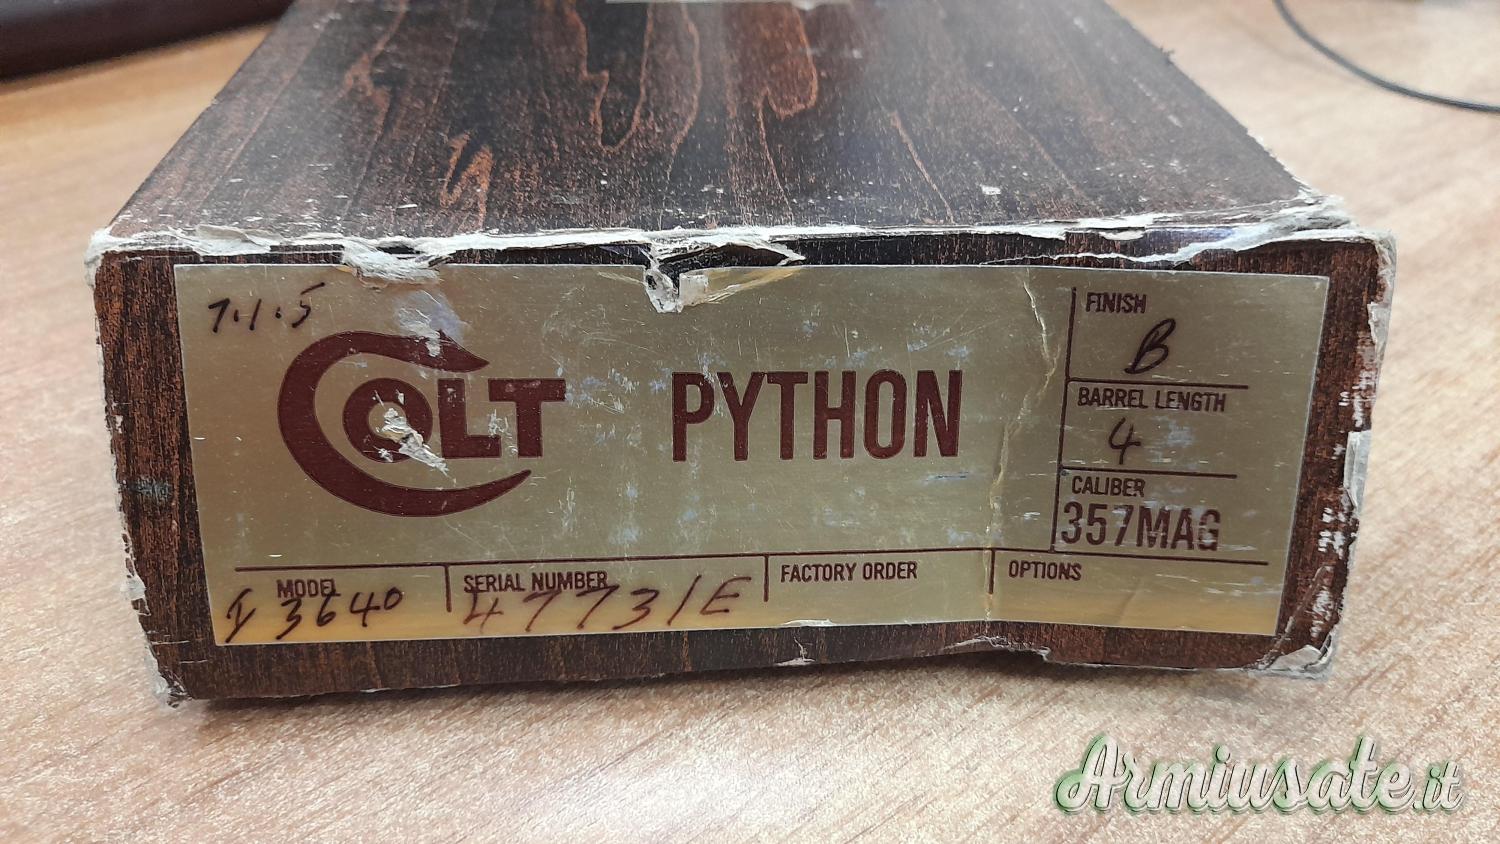 7.1.5
COLT PYTHON
FINISH
B
BARREL LENGTH
4
CALIBER
357MAG
MODEL
I 3640
SERIAL NUMBER
47731E
FACTORY ORDER
OPTIONS
Armiusate.it